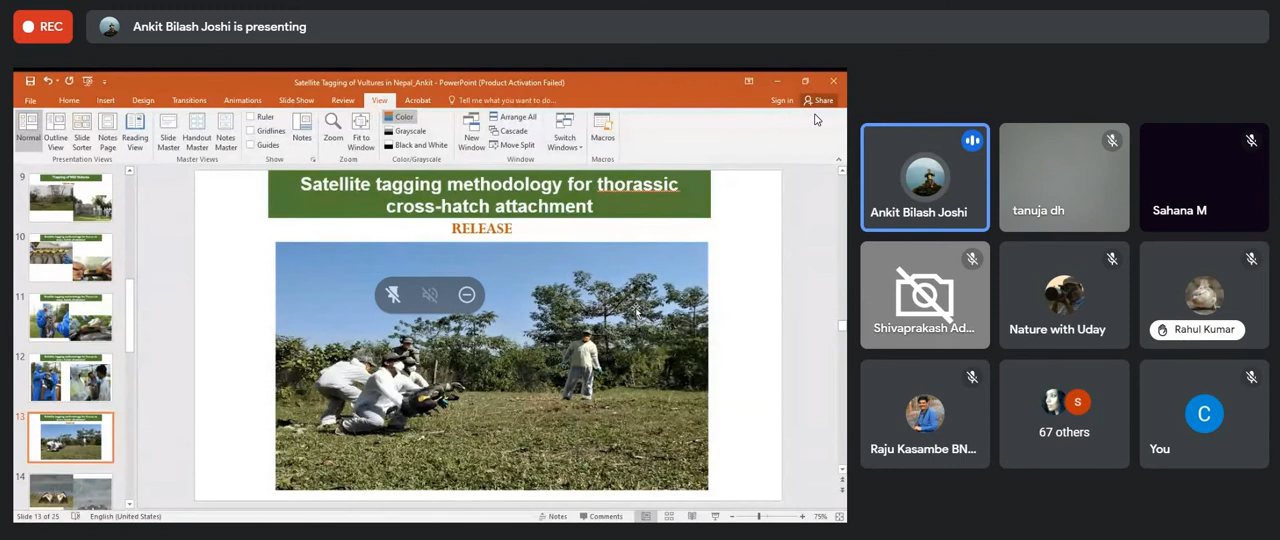 REC
Ankit Bilash Joshi is presenting
Satellite Tagging of Vultures in Nepal_Ankit - PowerPoint (Product Activation Failed)
File Home Insert Design Transitions Animations Slide Show Review View Acrobat Tell me what you want to do... Sign in Share
Normal Outline View Slide Sorter Notes Page Reading View
Presentation Views
Slide Master Handout Master Notes Master
Master Views
Ruler
Gridlines
Guides
Show
Notes
Zoom Fit to Window
Zoom
Color
Grayscale
Black and White
Color/Grayscale
New Window
Arrange All
Cascade
Move Split
Switch Windows
Window
Macros
Macros
9
10
11
12
13
14
Satellite tagging methodology for thorassic
cross-hatch attachment
RELEASE
Slide 13 of 25 English (United States) Notes Comments 75%
Ankit Bilash Joshi
tanuja dh
Sahana M
Shivaprakash Ad...
Nature with Uday
Rahul Kumar
Raju Kasambe BN...
S
67 others
C
You